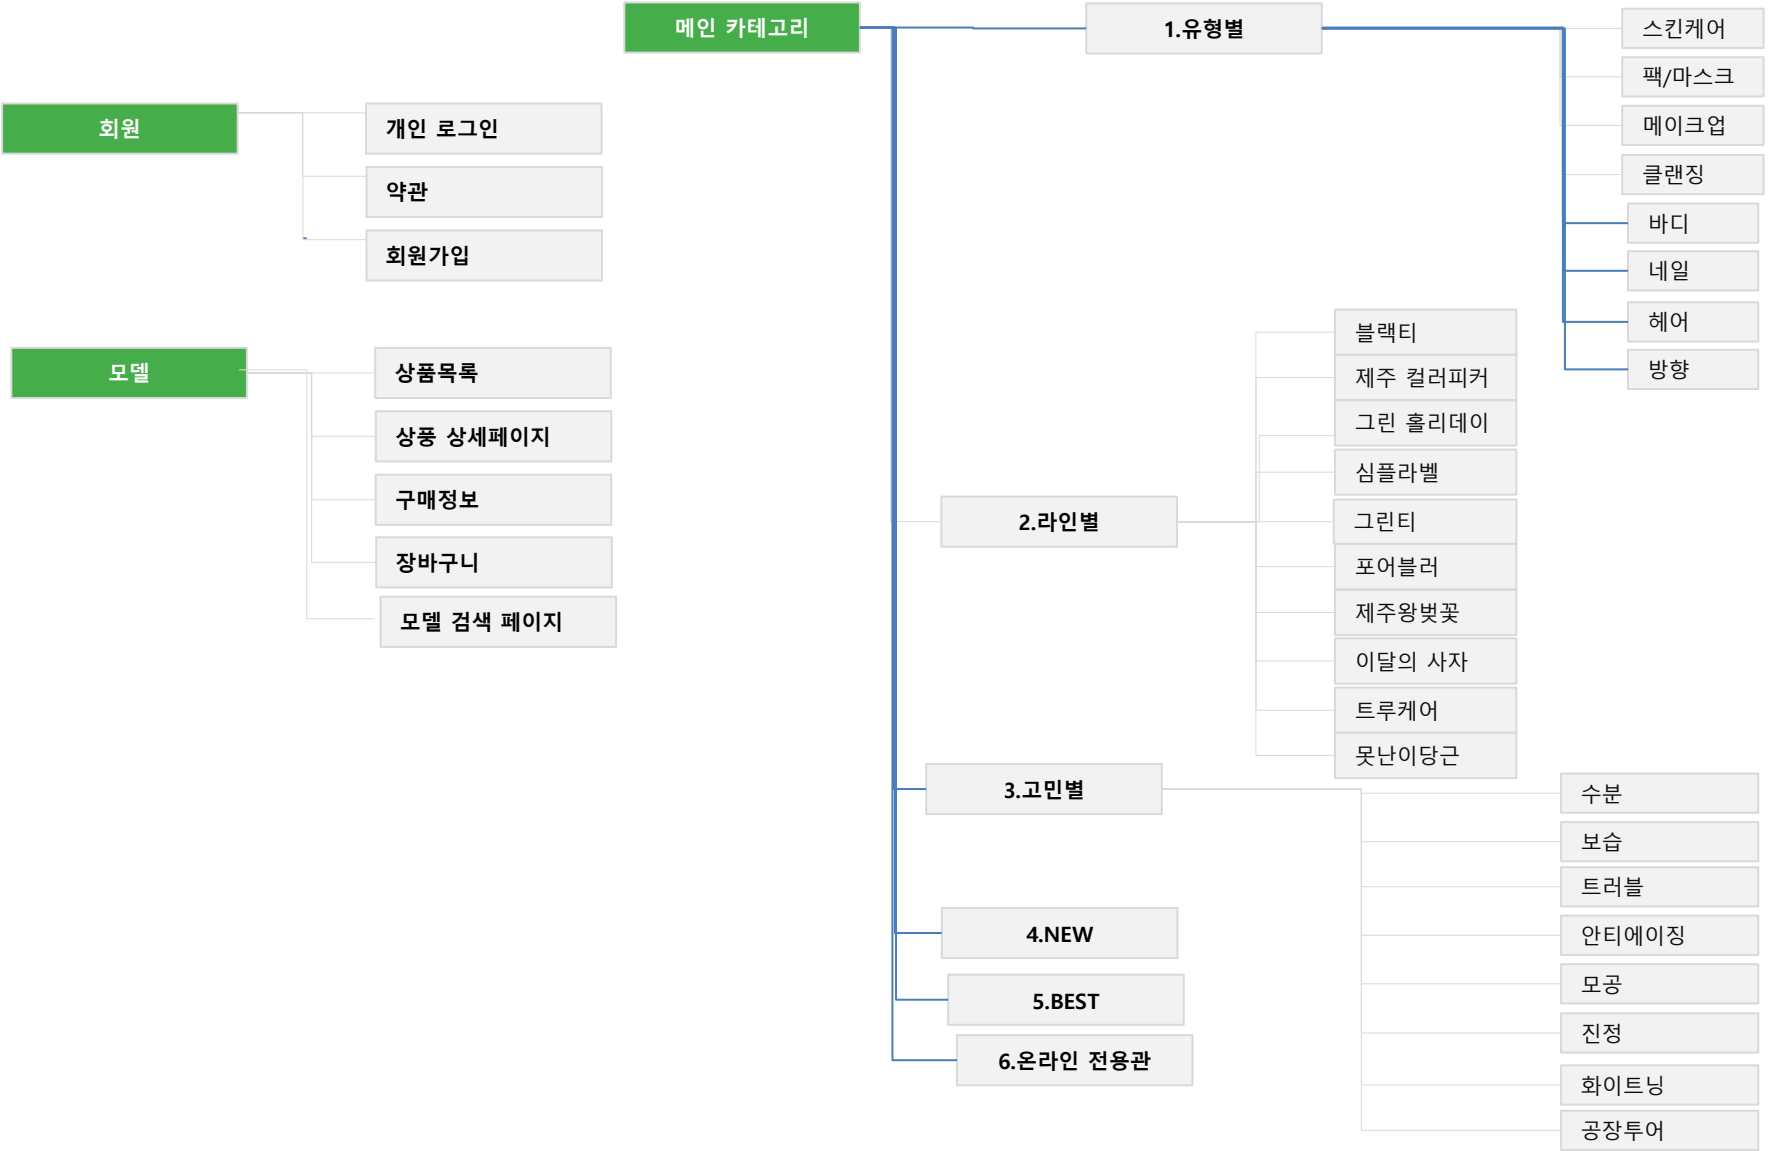 메인 카테고리
회원
개인 로그인
약관
회원가입
모델
상품목록
상풍 상세페이지
구매정보
장바구니
모델 검색 페이지
1.유형별
스킨케어
팩/마스크
메이크업
클랜징
바디
네일
헤어
방향
2.라인별
블랙티
제주 컬러피커
그린 홀리데이
심플라벨
그린티
포어블러
제주왕벚꽃
이달의 사자
트루케어
못난이당근
3.고민별
수분
보습
트러블
안티에이징
모공
진정
화이트닝
공장투어
4.NEW
5.BEST
6.온라인 전용관